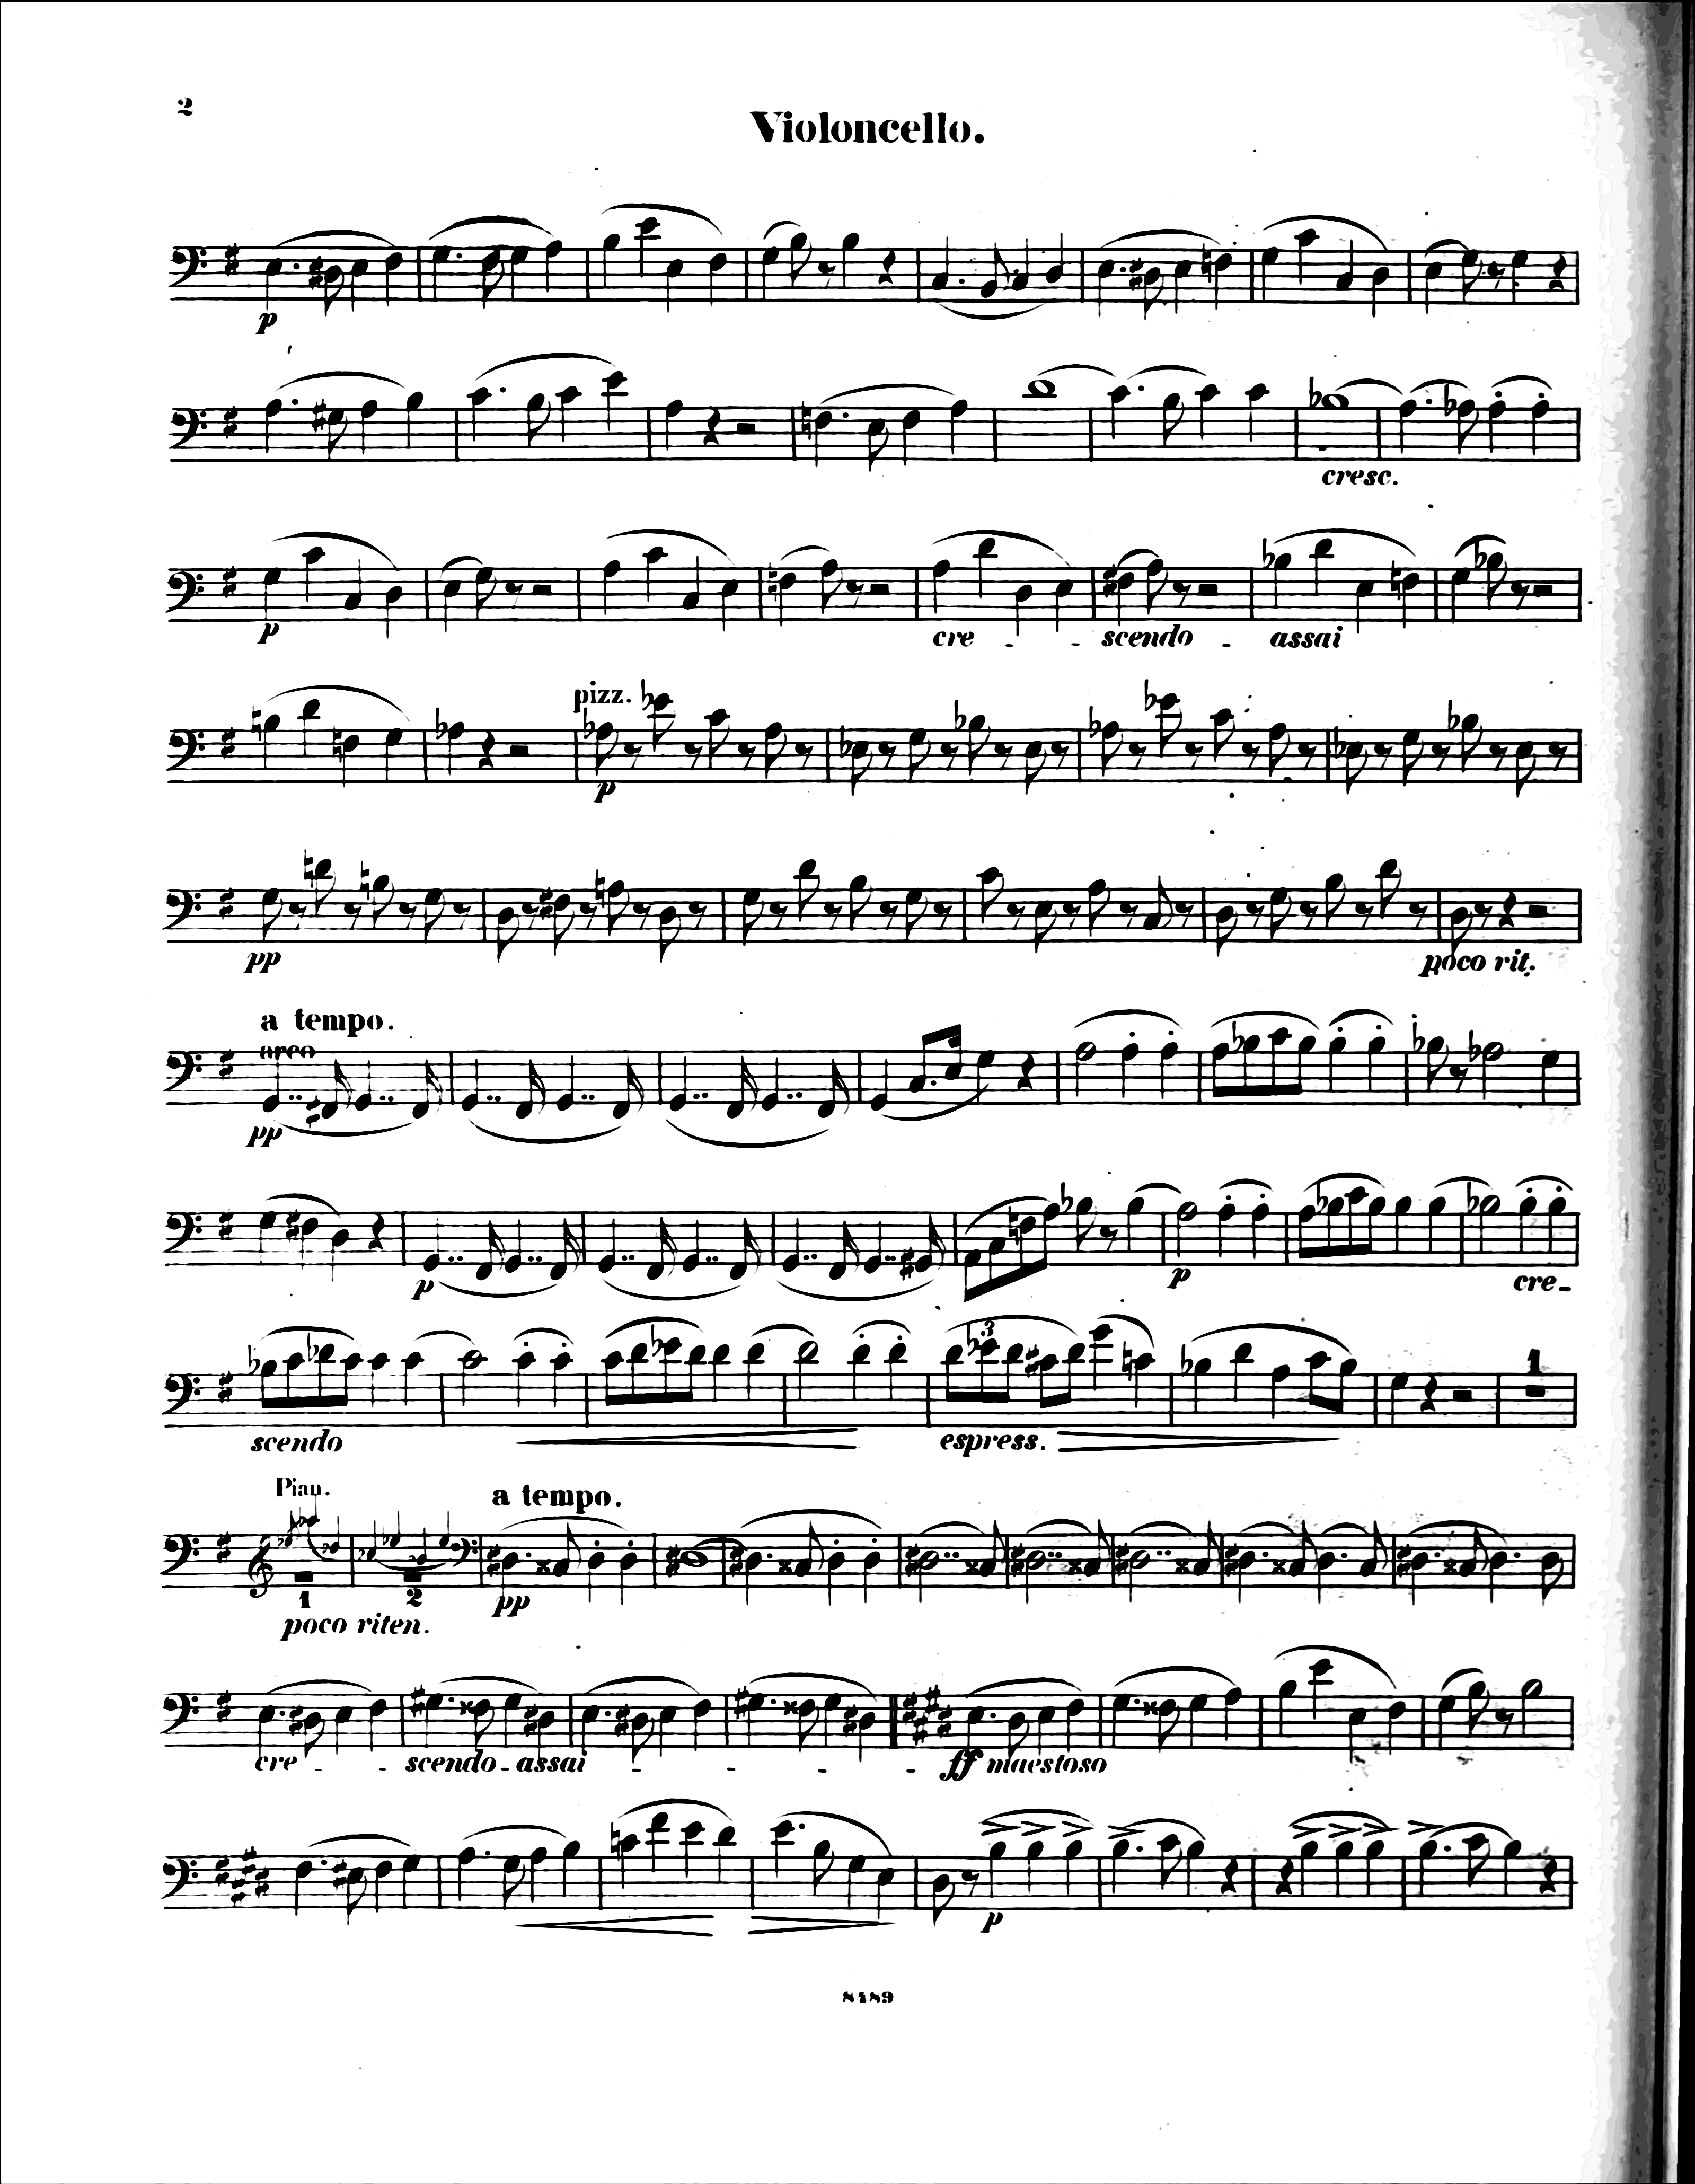 2
Violoncello.
p
cresc.
p cre - - scendo - assai
pizz.
p
pp poco rit.
a tempo.
arco
pp
p p cre-
3 1
scendo espress.
Pian. a tempo.
1 2 pp
poco riten.
cre - - scendo - assai - - - - ff maestoso
p
8489